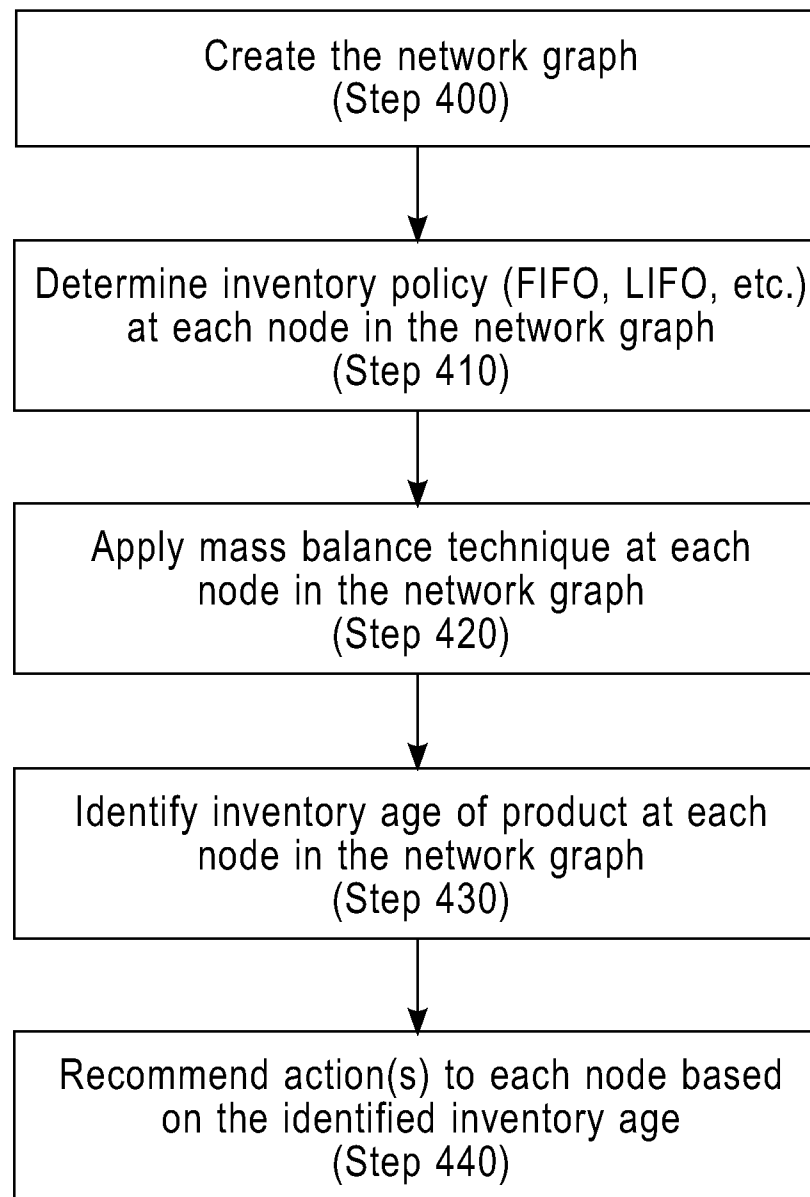 Create the network graph
(Step 400)
Determine inventory policy (FIFO, LIFO, etc.)
at each node in the network graph
(Step 410)
Apply mass balance technique at each
node in the network graph
(Step 420)
Identify inventory age of product at each
node in the network graph
(Step 430)
Recommend action(s) to each node based
on the identified inventory age
(Step 440)